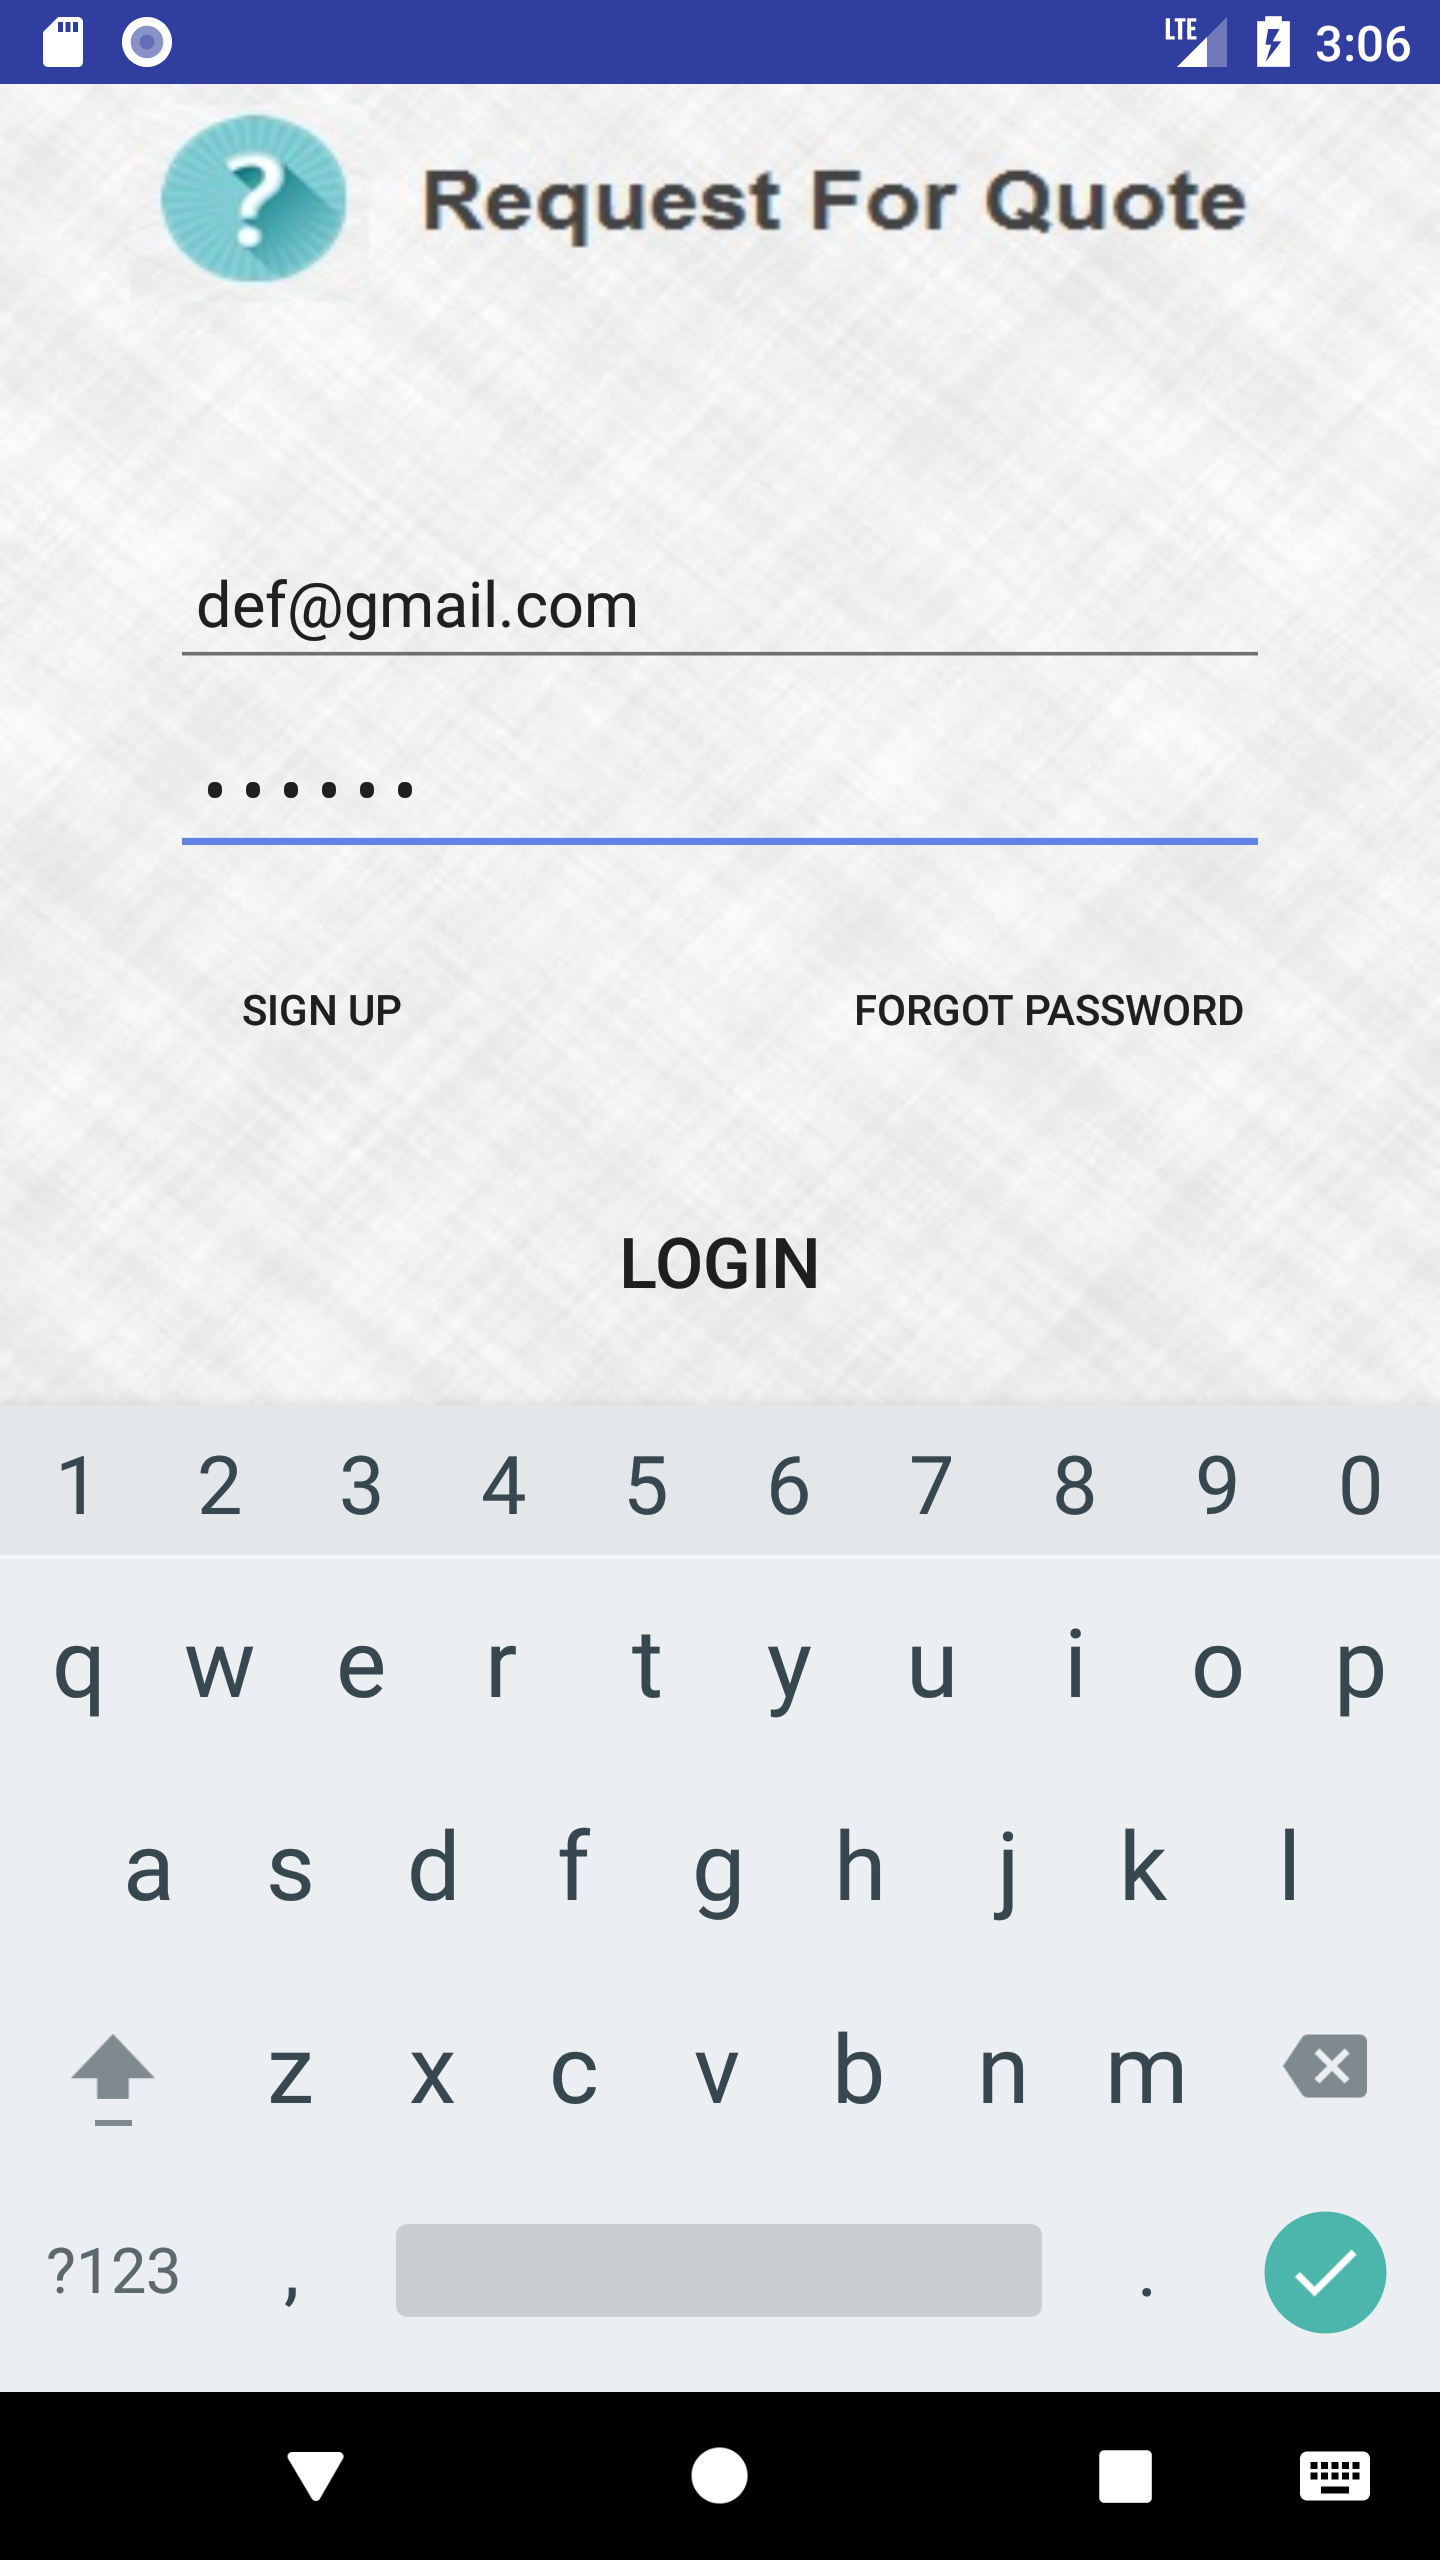 LTE 3:06
? Request For Quote
def@gmail.com
••••••
SIGN UP FORGOT PASSWORD
LOGIN
1 2 3 4 5 6 7 8 9 0
q w e r t y u i o p
a s d f g h j k l
z x c v b n m
?123 , .